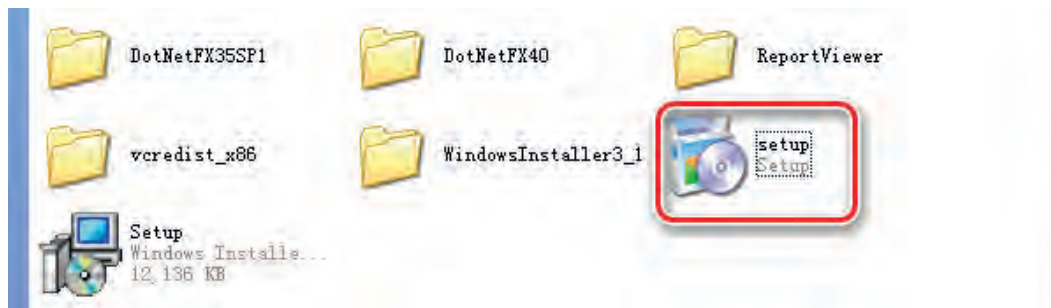 DotNetFX35SP1
DotNetFX40
ReportViewer
vcredist_x86
WindowsInstaller3_1
setup
Setup
Setup
Windows Installe...
12,136 KB